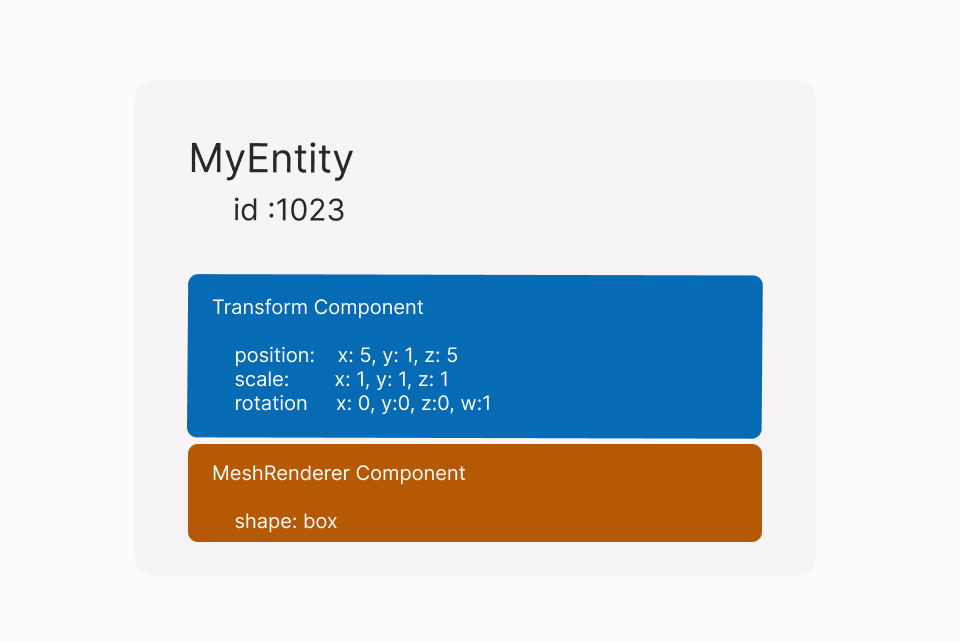 MyEntity
id :1023
Transform Component
position: x: 5, y: 1, z: 5
scale: x: 1, y: 1, z: 1
rotation x: 0, y:0, z:0, w:1
MeshRenderer Component
shape: box